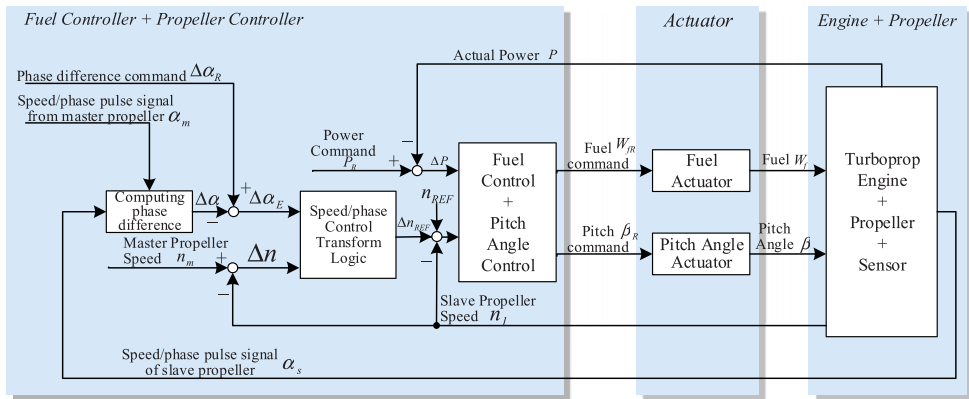 Fuel Controller + Propeller Controller
Actuator
Engine + Propeller
Actual Power P
Phase difference command Δα_R
Speed/phase pulse signal
from master propeller α_m
Power
Command
P_R
+
−
ΔP
Fuel
Control
+
Pitch
Angle
Control
Fuel W_fR
command
Fuel
Actuator
Fuel W_f
Turboprop
Engine
+
Propeller
+
Sensor
Computing
phase
difference
Δα
−
+
Δα_E
Speed/phase
Control
Transform
Logic
n_REF
Δn_REF
−
Pitch β_R
command
Pitch Angle
Actuator
Pitch
Angle β
Master Propeller
Speed n_m
+
−
Δn
Slave Propeller
Speed n_1
Speed/phase pulse signal
of slave propeller α_s